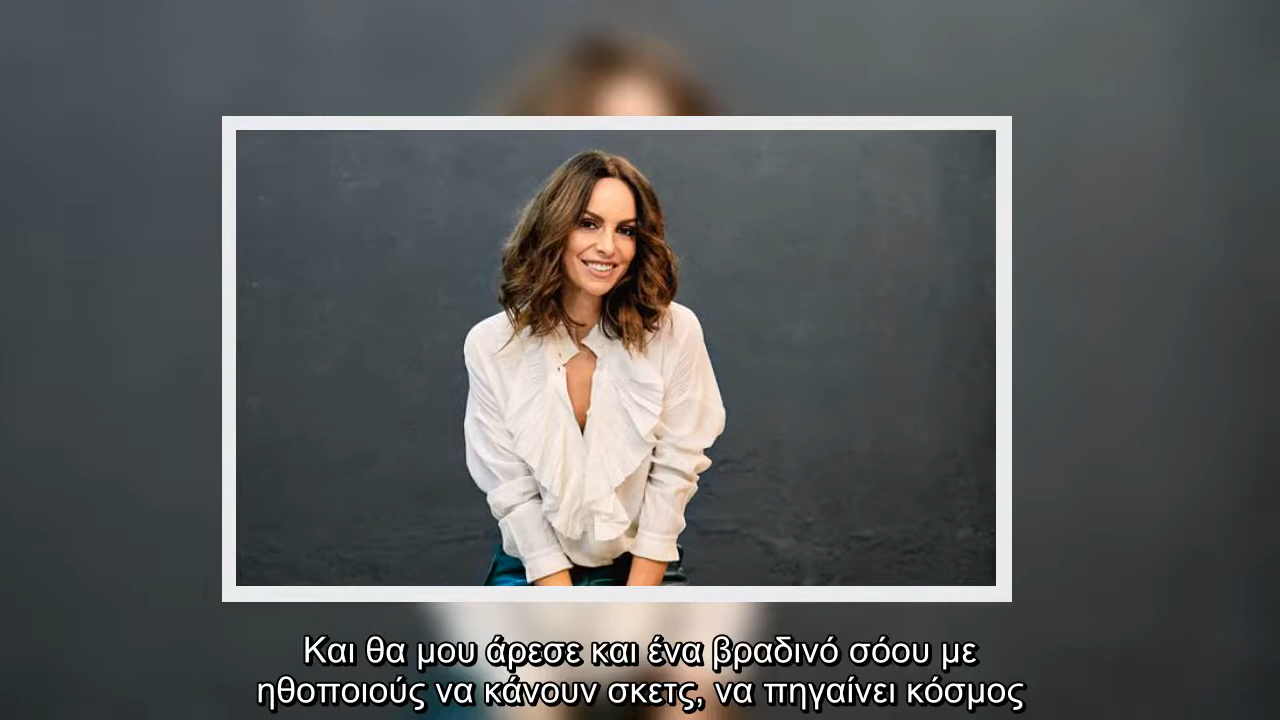 Και θα μου άρεσε και ένα βραδινό σόου με
ηθοποιούς να κάνουν σκετς, να πηγαίνει κόσμος